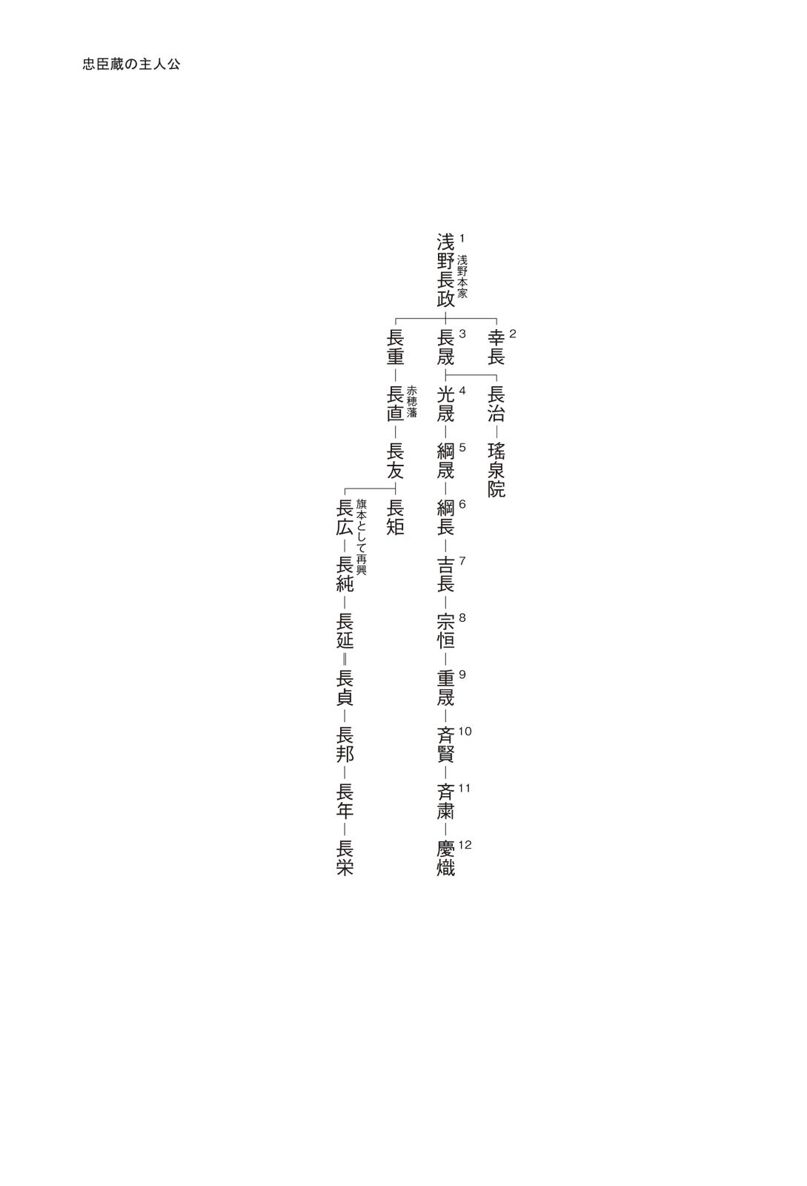 忠臣蔵の主人公
1
浅野長政
浅野本家
2
幸長
3
長晟
長重
長治
瑤泉院
4
光晟
5
綱晟
6
綱長
7
吉長
8
宗恒
9
重晟
10
斉賢
11
斉粛
12
慶熾
長直
赤穂藩
長友
長矩
長広
旗本として再興
長純
長延
長貞
長邦
長年
長栄